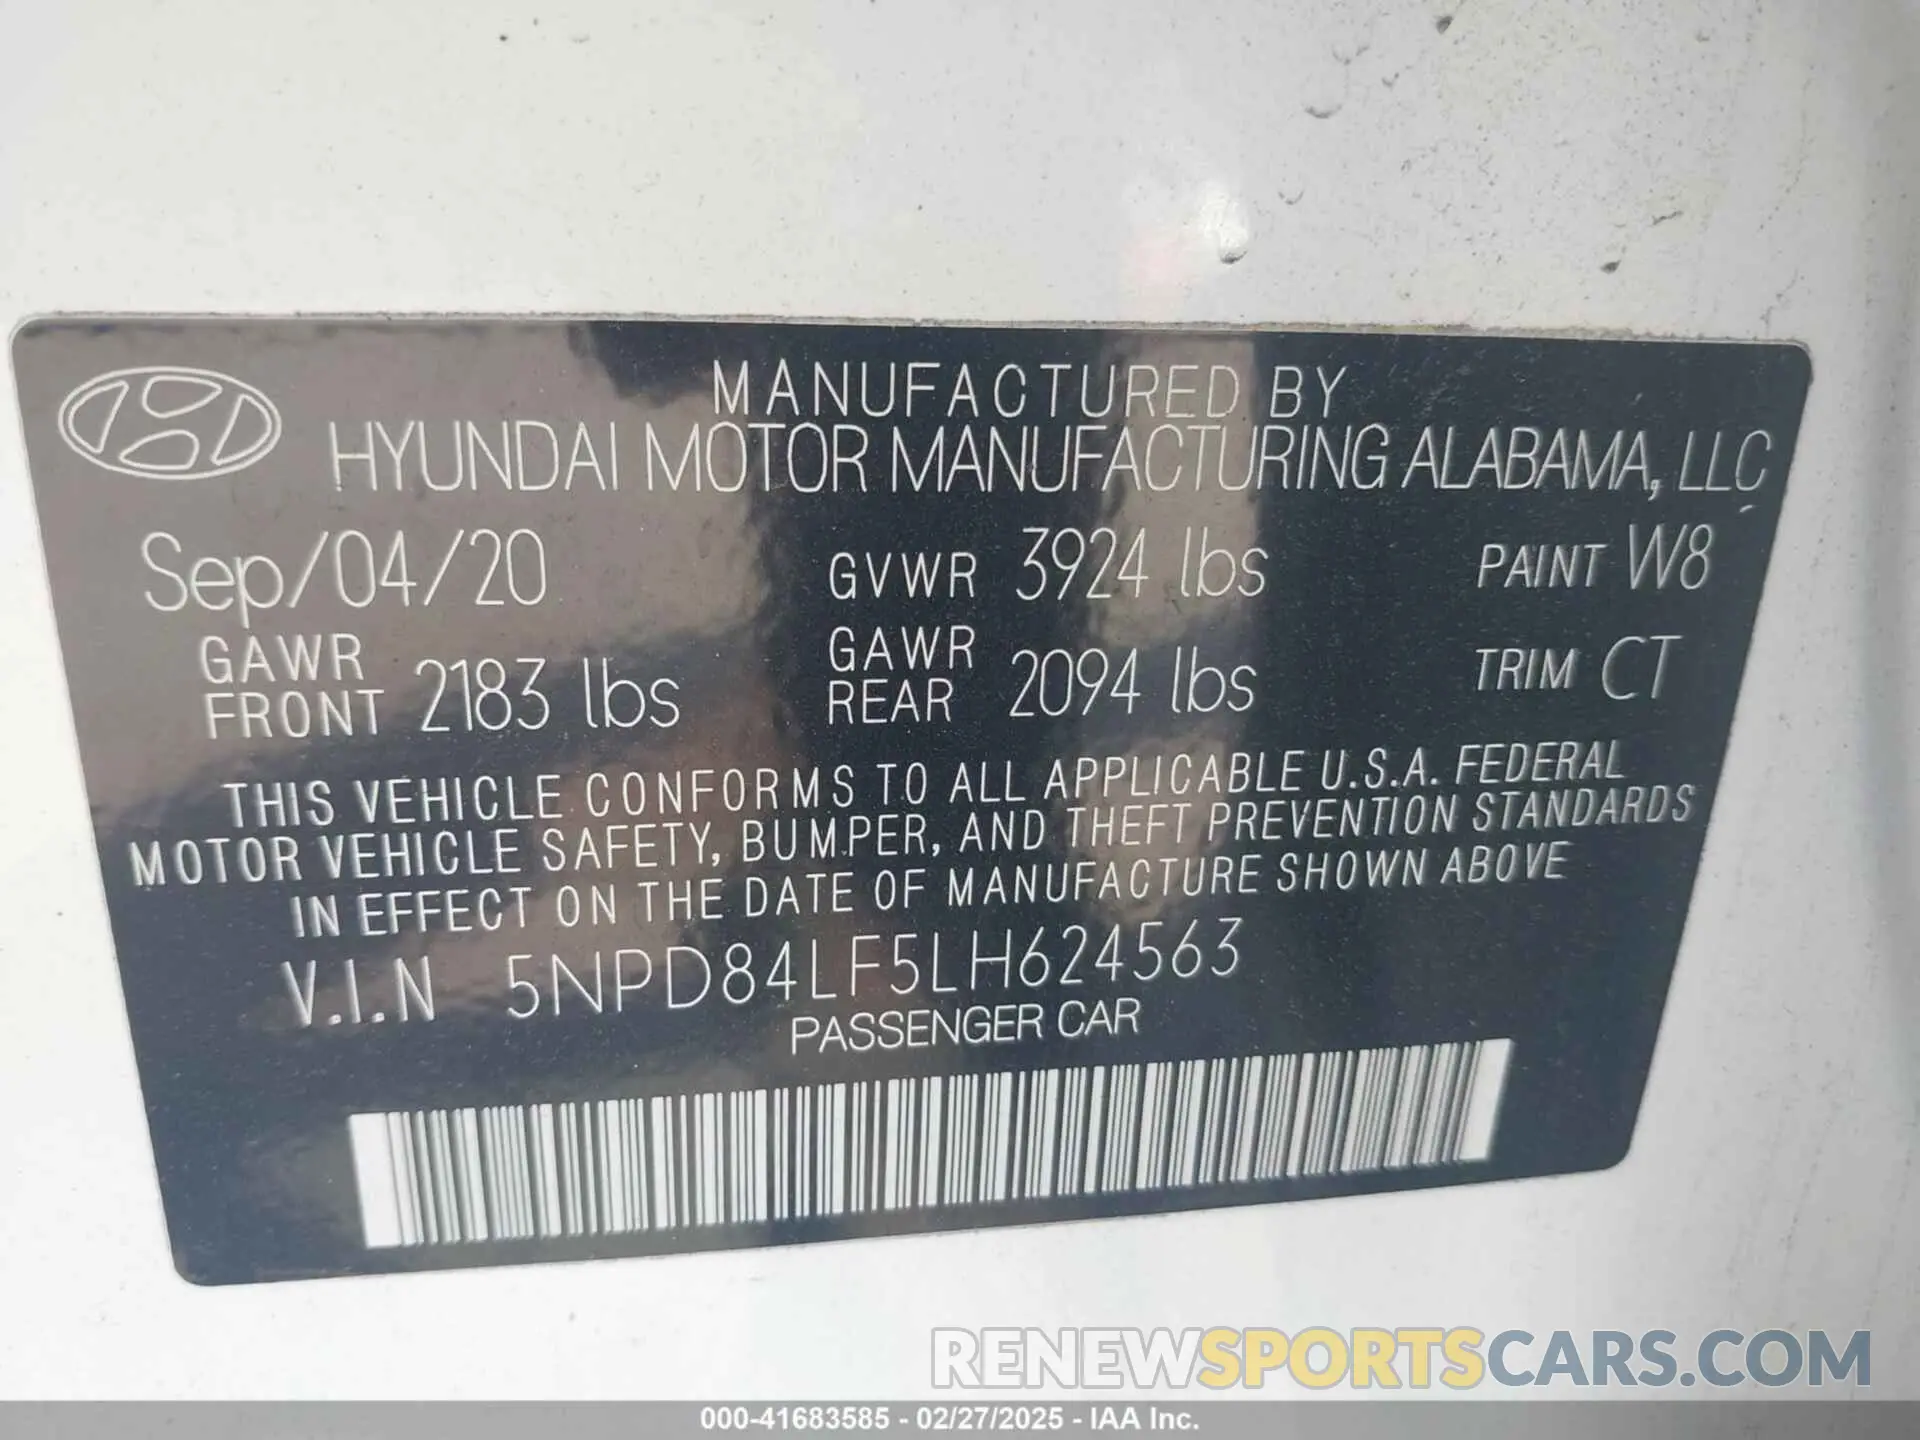 MANUFACTURED BY
HYUNDAI MOTOR MANUFACTURING ALABAMA, LLC
Sep/04/20 GVWR 3924 lbs PAINT W8
GAWR FRONT 2183 lbs GAWR REAR 2094 lbs TRIM CT
THIS VEHICLE CONFORMS TO ALL APPLICABLE U.S.A. FEDERAL
MOTOR VEHICLE SAFETY, BUMPER, AND THEFT PREVENTION STANDARDS
IN EFFECT ON THE DATE OF MANUFACTURE SHOWN ABOVE
V.I.N 5NPD84LF5LH624563
PASSENGER CAR
RENEWSPORTSCARS.COM
000-41683585 - 02/27/2025 - IAA Inc.